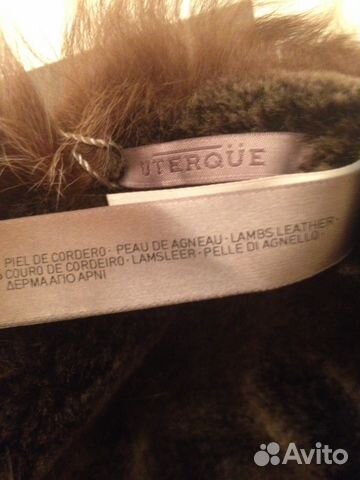 UTERQÜE
PIEL DE CORDERO · PEAU DE AGNEAU · LAMBS LEATHER ·
COURO DE CORDEIRO · LAMSLEER · PELLE DI AGNELLO ·
ΔΕΡΜΑ ΑΠΟ ΑΡΝΙ
Avito